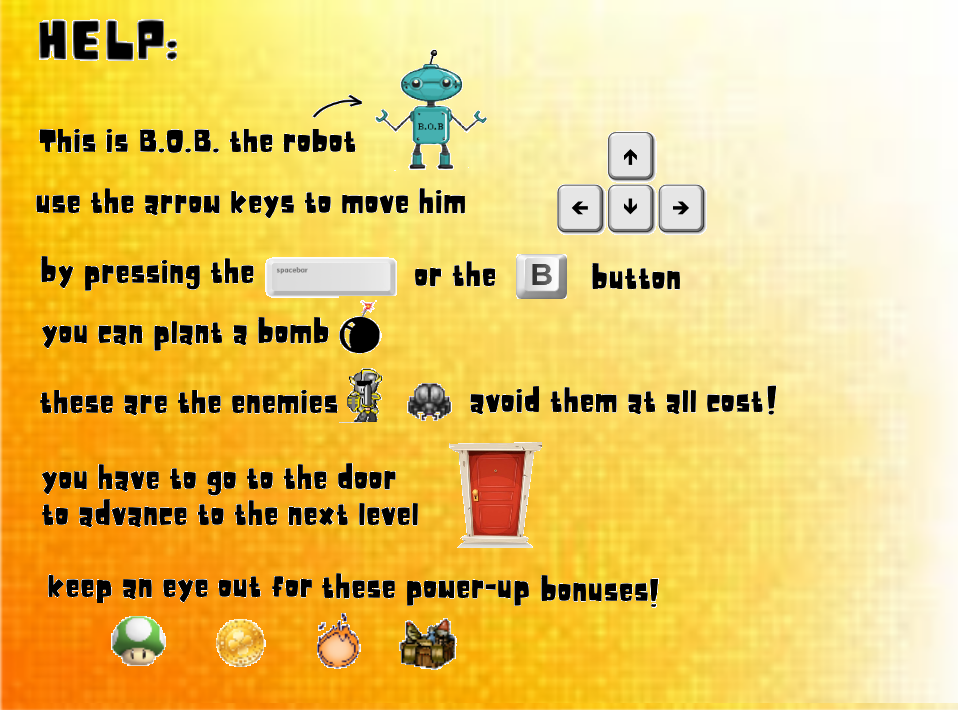 HELP:
B.O.B
This is B.O.B. the robot
use the arrow keys to move him
by pressing the spacebar or the B button
you can plant a bomb
these are the enemies avoid them at all cost!
you have to go to the door
to advance to the next level
keep an eye out for these power-up bonuses!